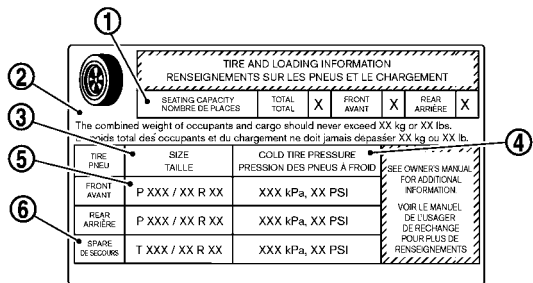 ①
②
③
④
⑤
⑥
TIRE AND LOADING INFORMATION
RENSEIGNEMENTS SUR LES PNEUS ET LE CHARGEMENT
SEATING CAPACITY
NOMBRE DE PLACES
TOTAL
TOTAL
X
FRONT
AVANT
X
REAR
ARRIÈRE
X
The combined weight of occupants and cargo should never exceed XX kg or XX lbs.
poids total des occupants et du chargement ne doit jamais depasser XX kg ou XX lb.
TIRE
PNEU
SIZE
TAILLE
COLD TIRE PRESSURE
PRESSION DES PNEUS À FROID
FRONT
AVANT
P XXX / XX R XX
XXX kPa, XX PSI
REAR
ARRIÈRE
P XXX / XX R XX
XXX kPa, XX PSI
SPARE
DE SECOURS
T XXX / XX R XX
XXX kPa, XX PSI
SEE OWNER'S MANUAL
FOR ADDITIONAL
INFORMATION.
VOIR LE MANUEL
DE L'USAGER
DE RECHANGE
POUR PLUS DE
RENSEIGNEMENTS